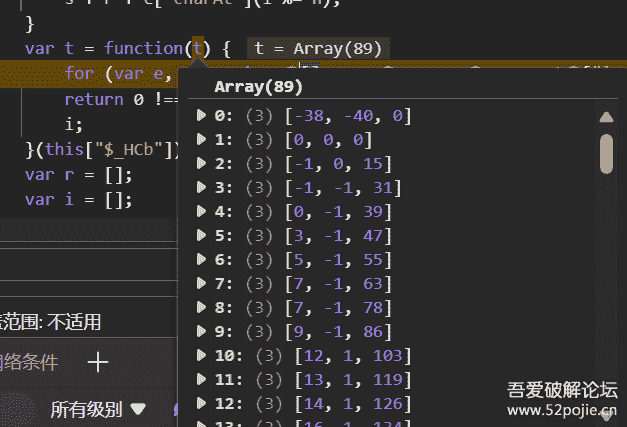 }
var t = function(t) { t = Array(89)
for (var e,
return 0 !==
i;
}(this["$_HCb"])
var r = [];
var i = [];
Array(89)
0: (3) [-38, -40, 0]
1: (3) [0, 0, 0]
2: (3) [-1, 0, 15]
3: (3) [-1, -1, 31]
4: (3) [0, -1, 39]
5: (3) [3, -1, 47]
6: (3) [5, -1, 55]
7: (3) [7, -1, 63]
8: (3) [7, -1, 78]
9: (3) [9, -1, 86]
10: (3) [12, 1, 103]
11: (3) [13, 1, 119]
12: (3) [14, 1, 126]
范围: 不适用
络条件
所有级别
吾爱破解论坛
www.52pojie.cn